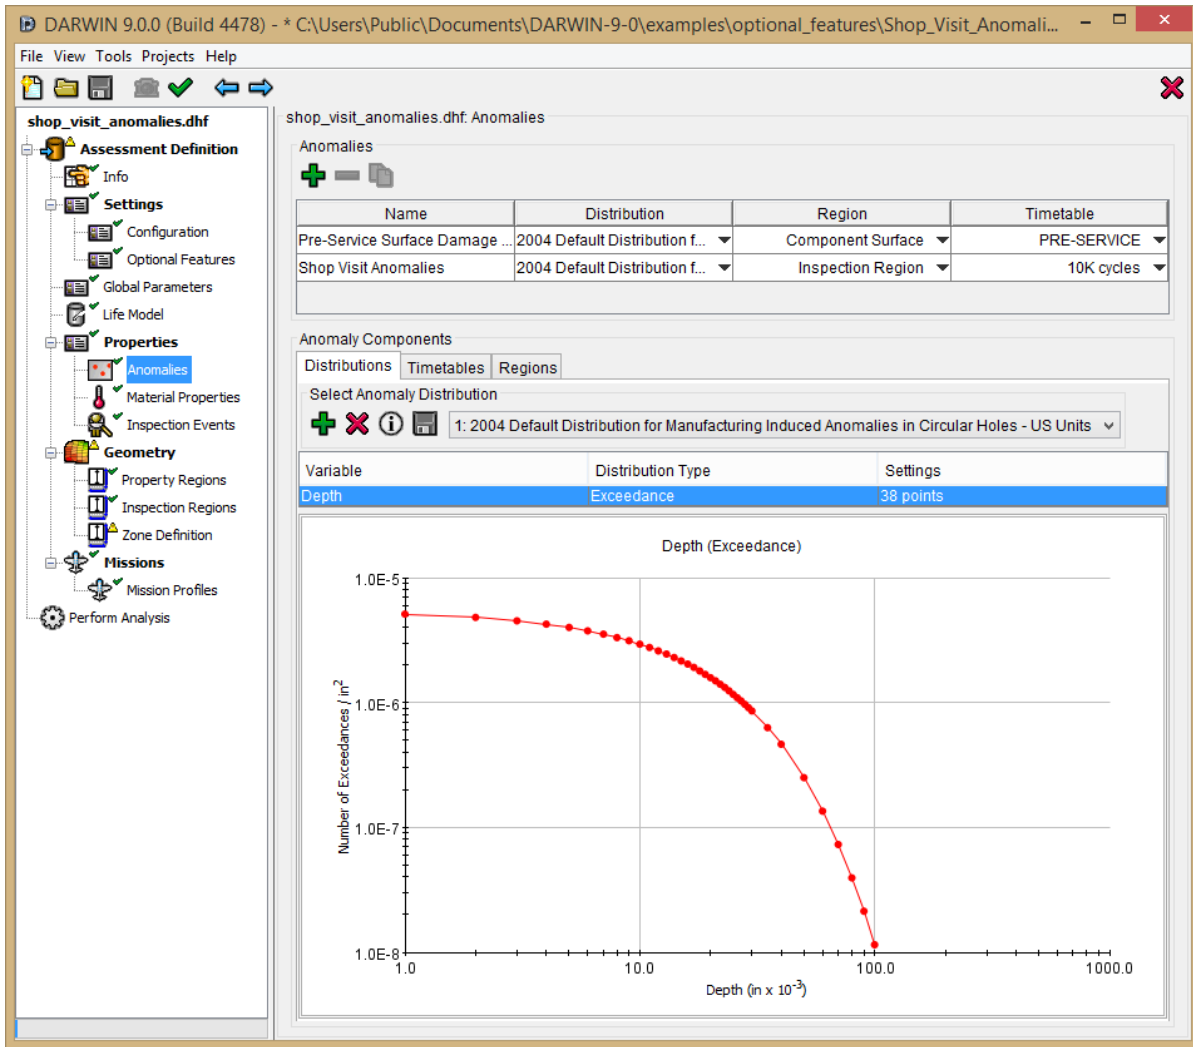 DARWIN 9.0.0 (Build 4478) - * C:\Users\Public\Documents\DARWIN-9-0\examples\optional_features\Shop_Visit_Anomali...
File View Tools Projects Help
shop_visit_anomalies.dhf
Assessment Definition
Info
Settings
Configuration
Optional Features
Global Parameters
Life Model
Properties
Anomalies
Material Properties
Inspection Events
Geometry
Property Regions
Inspection Regions
Zone Definition
Missions
Mission Profiles
Perform Analysis
shop_visit_anomalies.dhf: Anomalies
Anomalies
Name Distribution Region Timetable
Pre-Service Surface Damage ... 2004 Default Distribution f... Component Surface PRE-SERVICE
Shop Visit Anomalies 2004 Default Distribution f... Inspection Region 10K cycles
Anomaly Components
Distributions Timetables Regions
Select Anomaly Distribution
1: 2004 Default Distribution for Manufacturing Induced Anomalies in Circular Holes - US Units
Variable Distribution Type Settings
Depth Exceedance 38 points
Depth (Exceedance)
Number of Exceedances / in²
1.0E-5
1.0E-6
1.0E-7
1.0E-8
1.0 10.0 100.0 1000.0
Depth (in x 10⁻³)